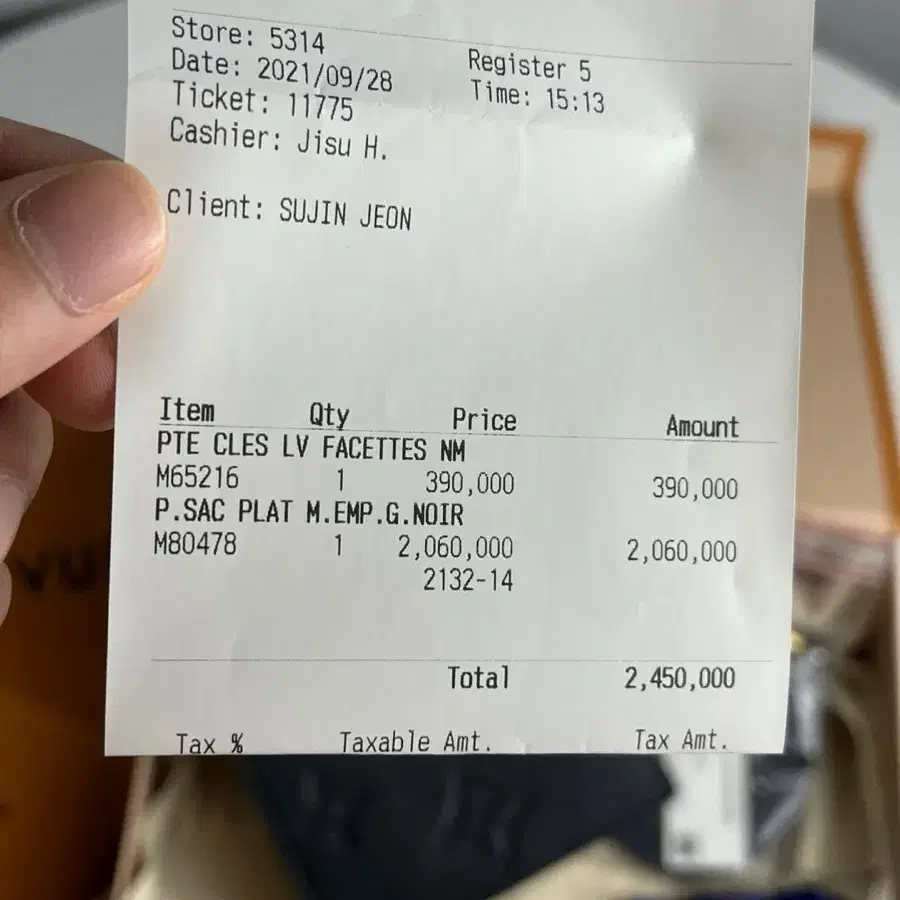 Store: 5314
Register 5
Date: 2021/09/28
Time: 15:13
Ticket: 11775
Cashier: Jisu H.
Client: SUJIN JEON
Item Qty Price Amount
PTE CLES LV FACETTES NM
M65216 1 390,000 390,000
P.SAC PLAT M.EMP.G.NOIR
M80478 1 2,060,000 2,060,000
2132-14
Total 2,450,000
Tax % Taxable Amt. Tax Amt.